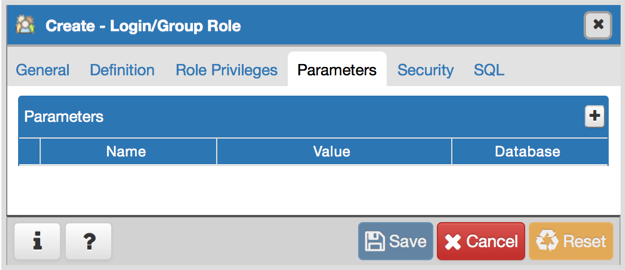 Create - Login/Group Role
General Definition Role Privileges Parameters Security SQL
Parameters
Name Value Database
i ? Save Cancel Reset